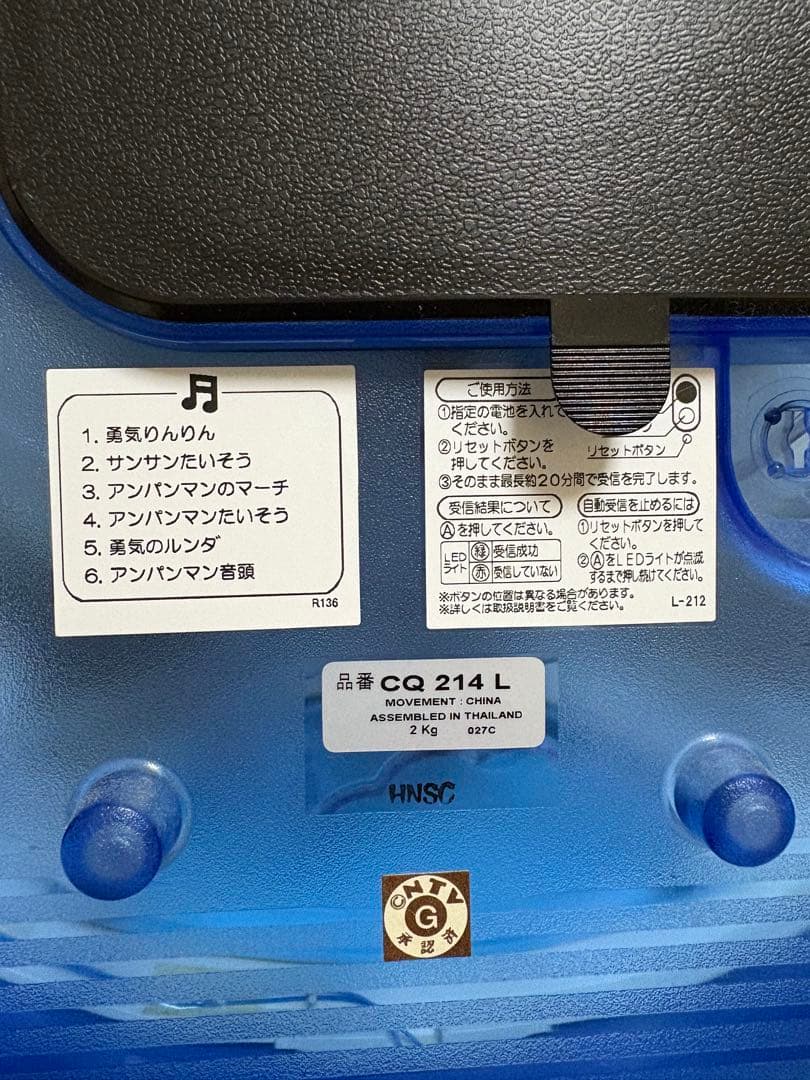 1. 勇気りんりん
2. サンサンたいそう
3. アンパンマンのマーチ
4. アンパンマンたいそう
5. 勇気のルンダ
6. アンパンマン音頭
R136
ご使用方法
①指定の電池を入れて
ください。
②リセットボタンを
押してください。
リセットボタン
③そのまま最長約20分間で受信を完了します。
受信結果について
Ⓐを押してください。
LED
ライト
緑 受信成功
赤 受信していない
自動受信を止めるには
①リセットボタンを押して
ください。
②ⒶをLEDライトが点滅
するまで押し続けてください。
※ボタンの位置は異なる場合があります。
※詳しくは取扱説明書をご覧ください。
L-212
品番 CQ 214 L
MOVEMENT : CHINA
ASSEMBLED IN THAILAND
2 Kg 027C
HNSC
©NTV
G
承認済